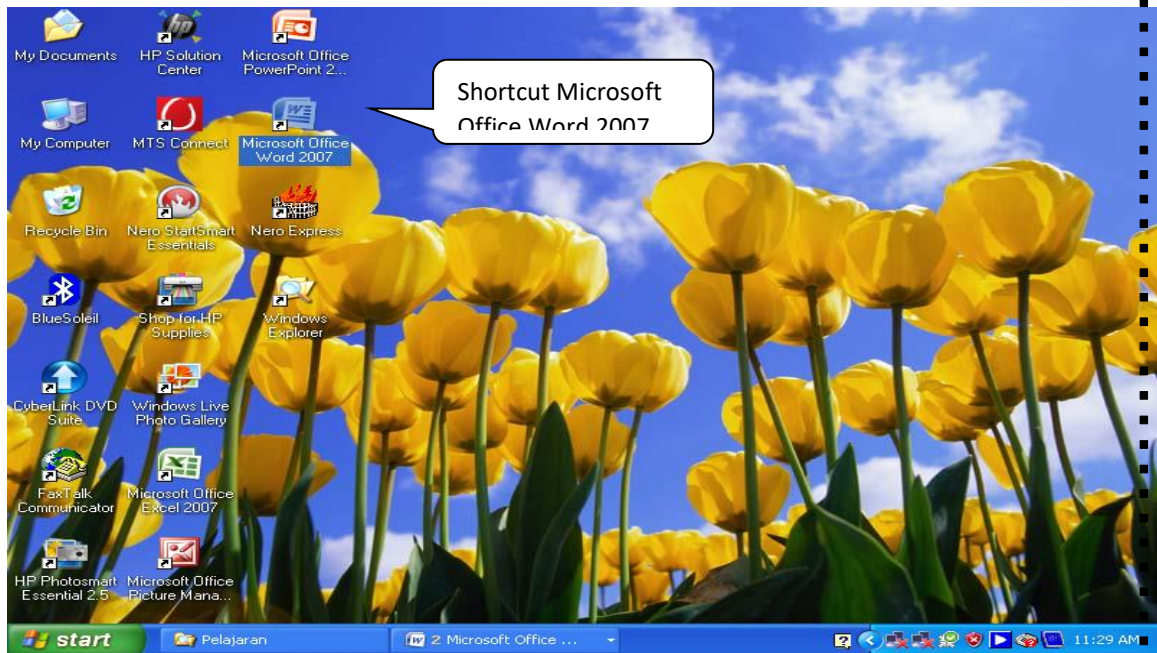 My Documents
HP Solution
Center
Microsoft Office
PowerPoint 2...
Shortcut Microsoft
Office Word 2007
My Computer
MTS Connect
Microsoft Office
Word 2007
Recycle Bin
Nero StartSmart
Essentials
Nero Express
BlueSoleil
Shop for HP
Supplies
Windows
Explorer
CyberLink DVD
Suite
Windows Live
Photo Gallery
FaxTalk
Communicator
Microsoft Office
Excel 2007
HP Photosmart
Essential 2.5
Microsoft Office
Picture Mana...
start
Pelajaran
2 Microsoft Office ...
11:29 AM